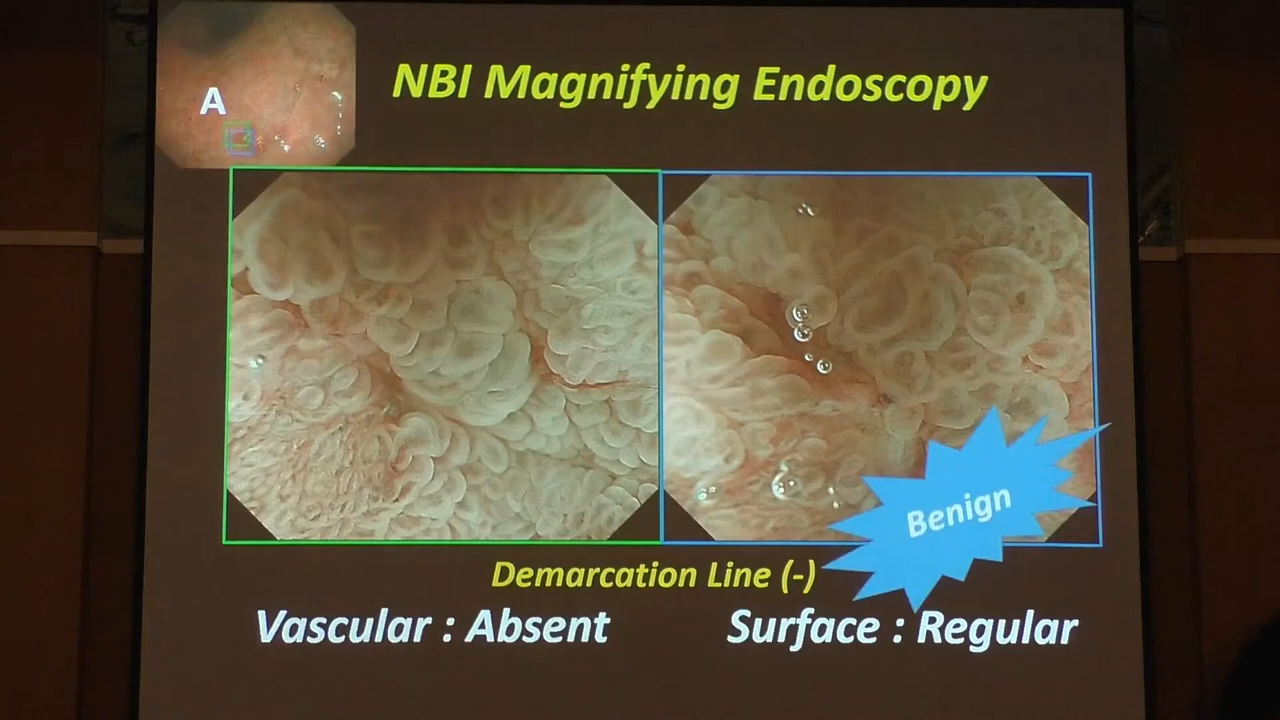 A
NBI Magnifying Endoscopy
Benign
Demarcation Line (-)
Vascular : Absent
Surface : Regular